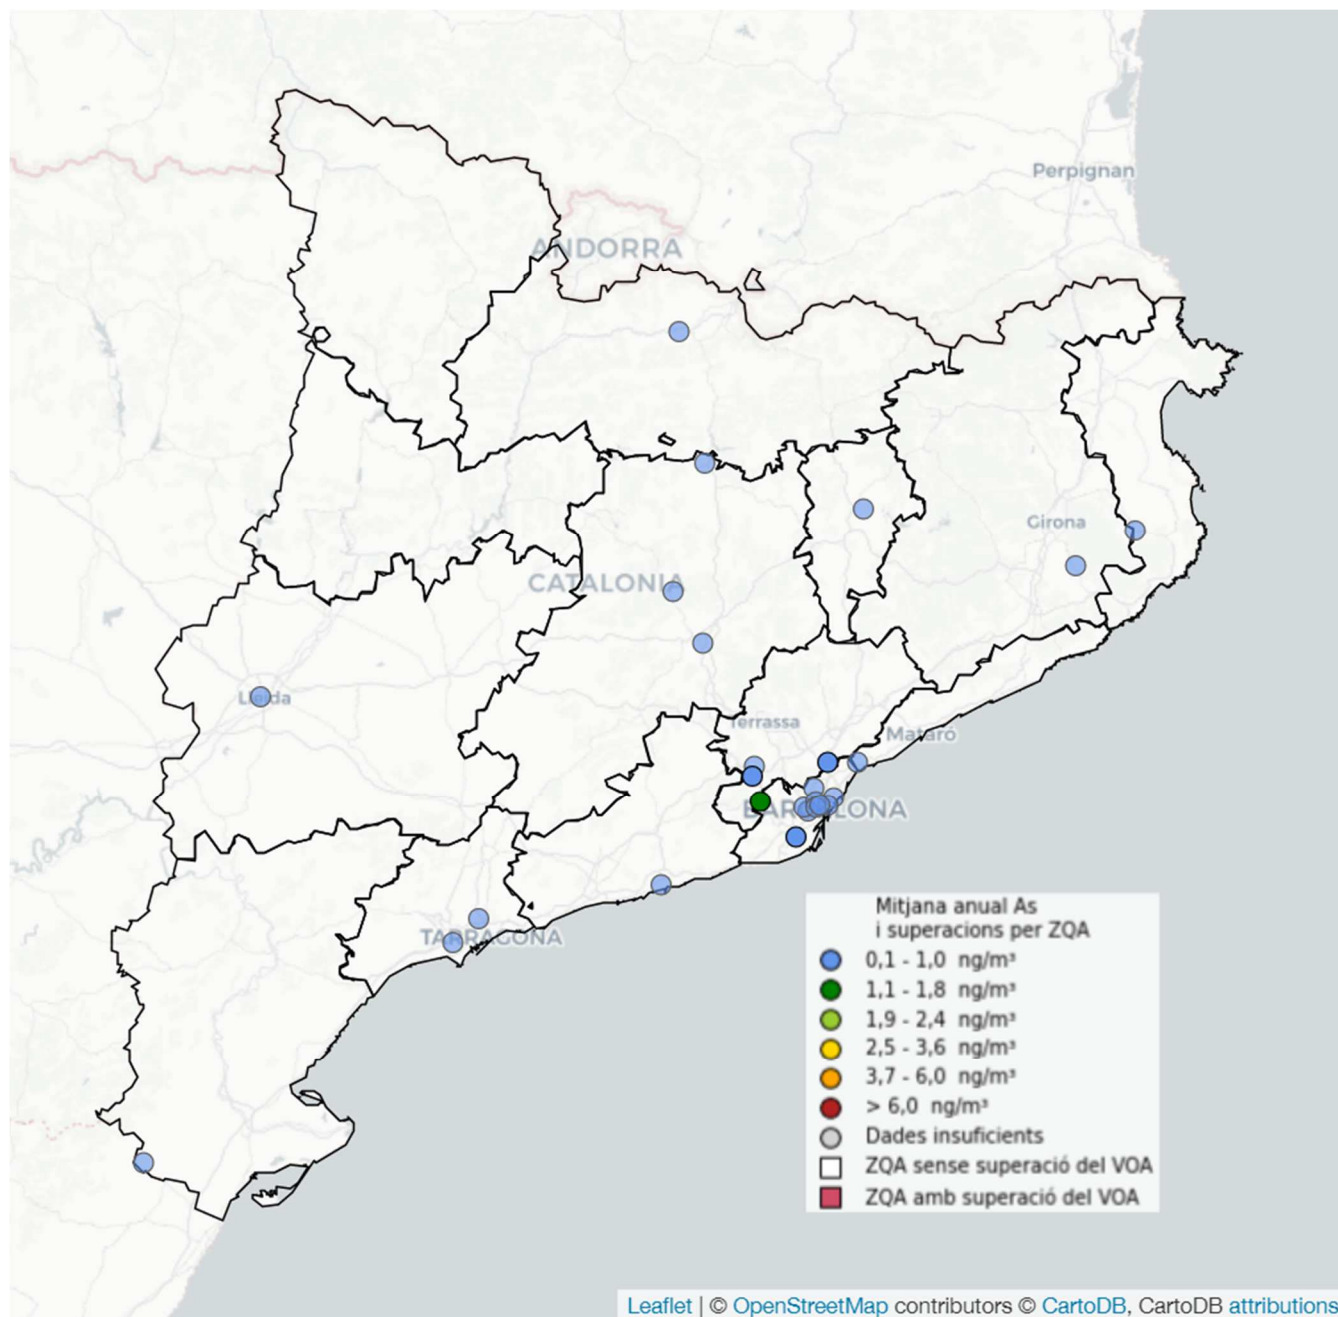 Perpignan
ANDORRA
Girona
CATALONIA
Lleida
Terrassa
Mataró
BARCELONA
TARRAGONA
Mitjana anual As
i superacions per ZQA
0,1 - 1,0 ng/m³
1,1 - 1,8 ng/m³
1,9 - 2,4 ng/m³
2,5 - 3,6 ng/m³
3,7 - 6,0 ng/m³
> 6,0 ng/m³
Dades insuficients
ZQA sense superació del VOA
ZQA amb superació del VOA
Leaflet | © OpenStreetMap contributors © CartoDB, CartoDB attributions